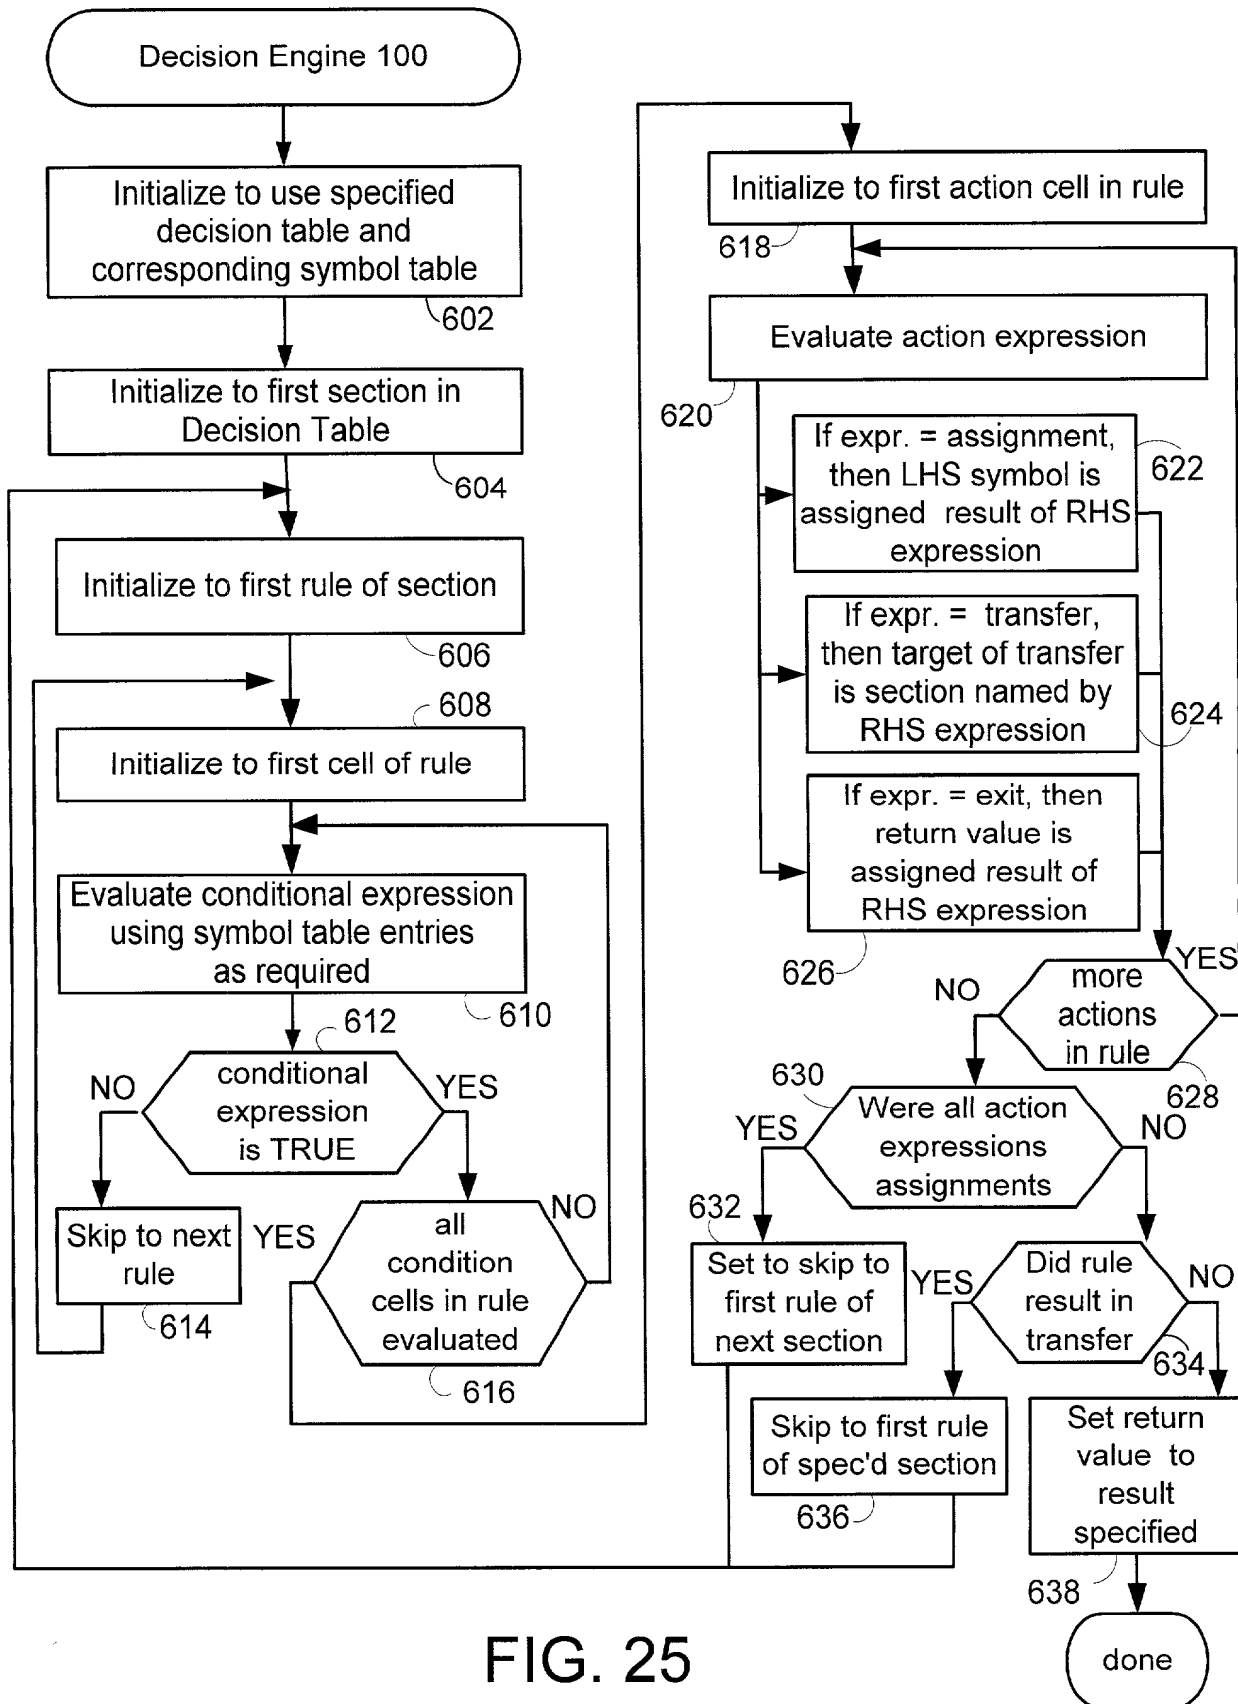 Decision Engine 100
Initialize to use specified
decision table and
corresponding symbol table
602
Initialize to first section in
Decision Table
604
Initialize to first rule of section
606
608
Initialize to first cell of rule
Evaluate conditional expression
using symbol table entries
as required
610
612
NO
conditional
expression
is TRUE
YES
Skip to next
rule
614
YES
all
condition
cells in rule
evaluated
NO
616
Initialize to first action cell in rule
618
Evaluate action expression
620
If expr. = assignment,
then LHS symbol is
assigned result of RHS
expression
622
If expr. = transfer,
then target of transfer
is section named by
RHS expression
624
If expr. = exit, then
return value is
assigned result of
RHS expression
626
YES
NO
more
actions
in rule
628
630
YES
Were all action
expressions
assignments
NO
632
Set to skip to
first rule of
next section
YES
Did rule
result in
transfer
NO
634
Skip to first rule
of spec'd section
636
Set return
value to
result
specified
638
done
FIG. 25